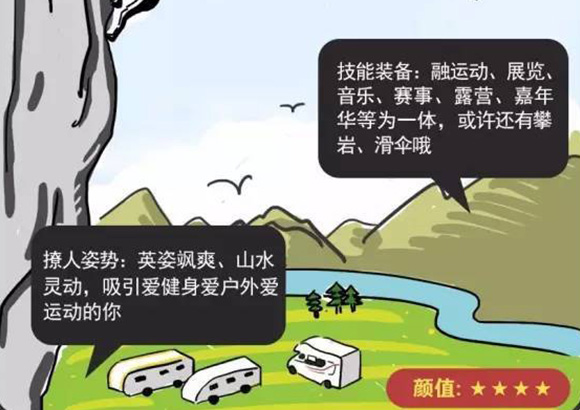 技能装备：融运动、展览、
音乐、赛事、露营、嘉年
华等为一体，或许还有攀
岩、滑伞哦
撩人姿势：英姿飒爽、山水
灵动，吸引爱健身爱户外爱
运动的你
颜值: ★★★★